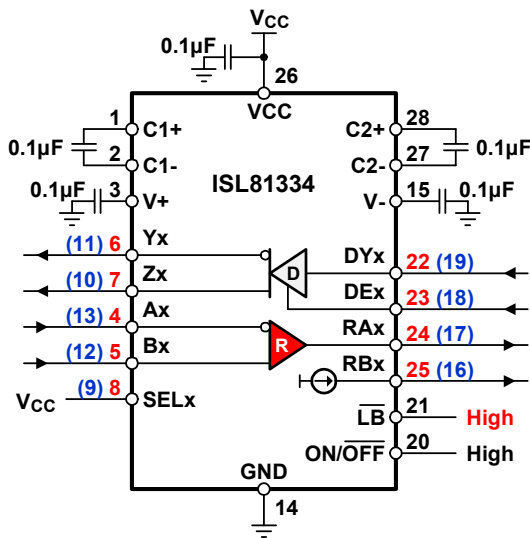 VCC
0.1µF
26
VCC
1 C1+ C2+ 28
0.1µF 0.1µF
2 C1- C2- 27
ISL81334
0.1µF 3 V+ V- 15 0.1µF
(11) 6 Yx DYx 22 (19)
D
(10) 7 Zx DEx 23 (18)
(13) 4 Ax RAx 24 (17)
R
(12) 5 Bx RBx 25 (16)
VCC (9) 8 SELx LB 21 High
ON/OFF 20 High
GND
14